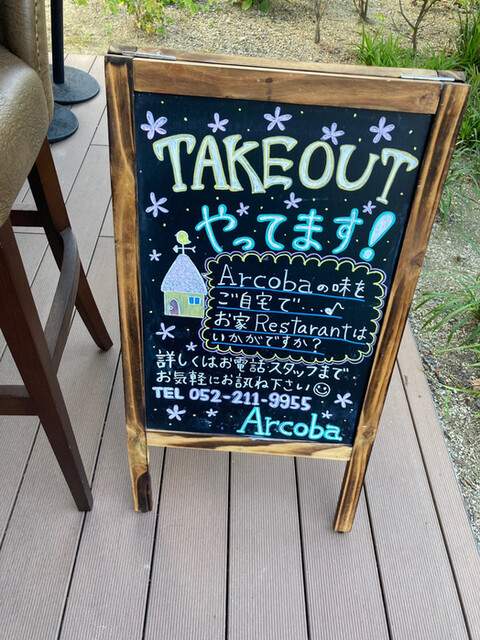 TAKEOUT
やってます!
Arcobaの味を
ご自宅で...♪
お家Restarantは
いかがですか?
詳しくはお電話スタッフまで
お気軽にお訊ね下さい☺
TEL 052-211-9955
Arcoba